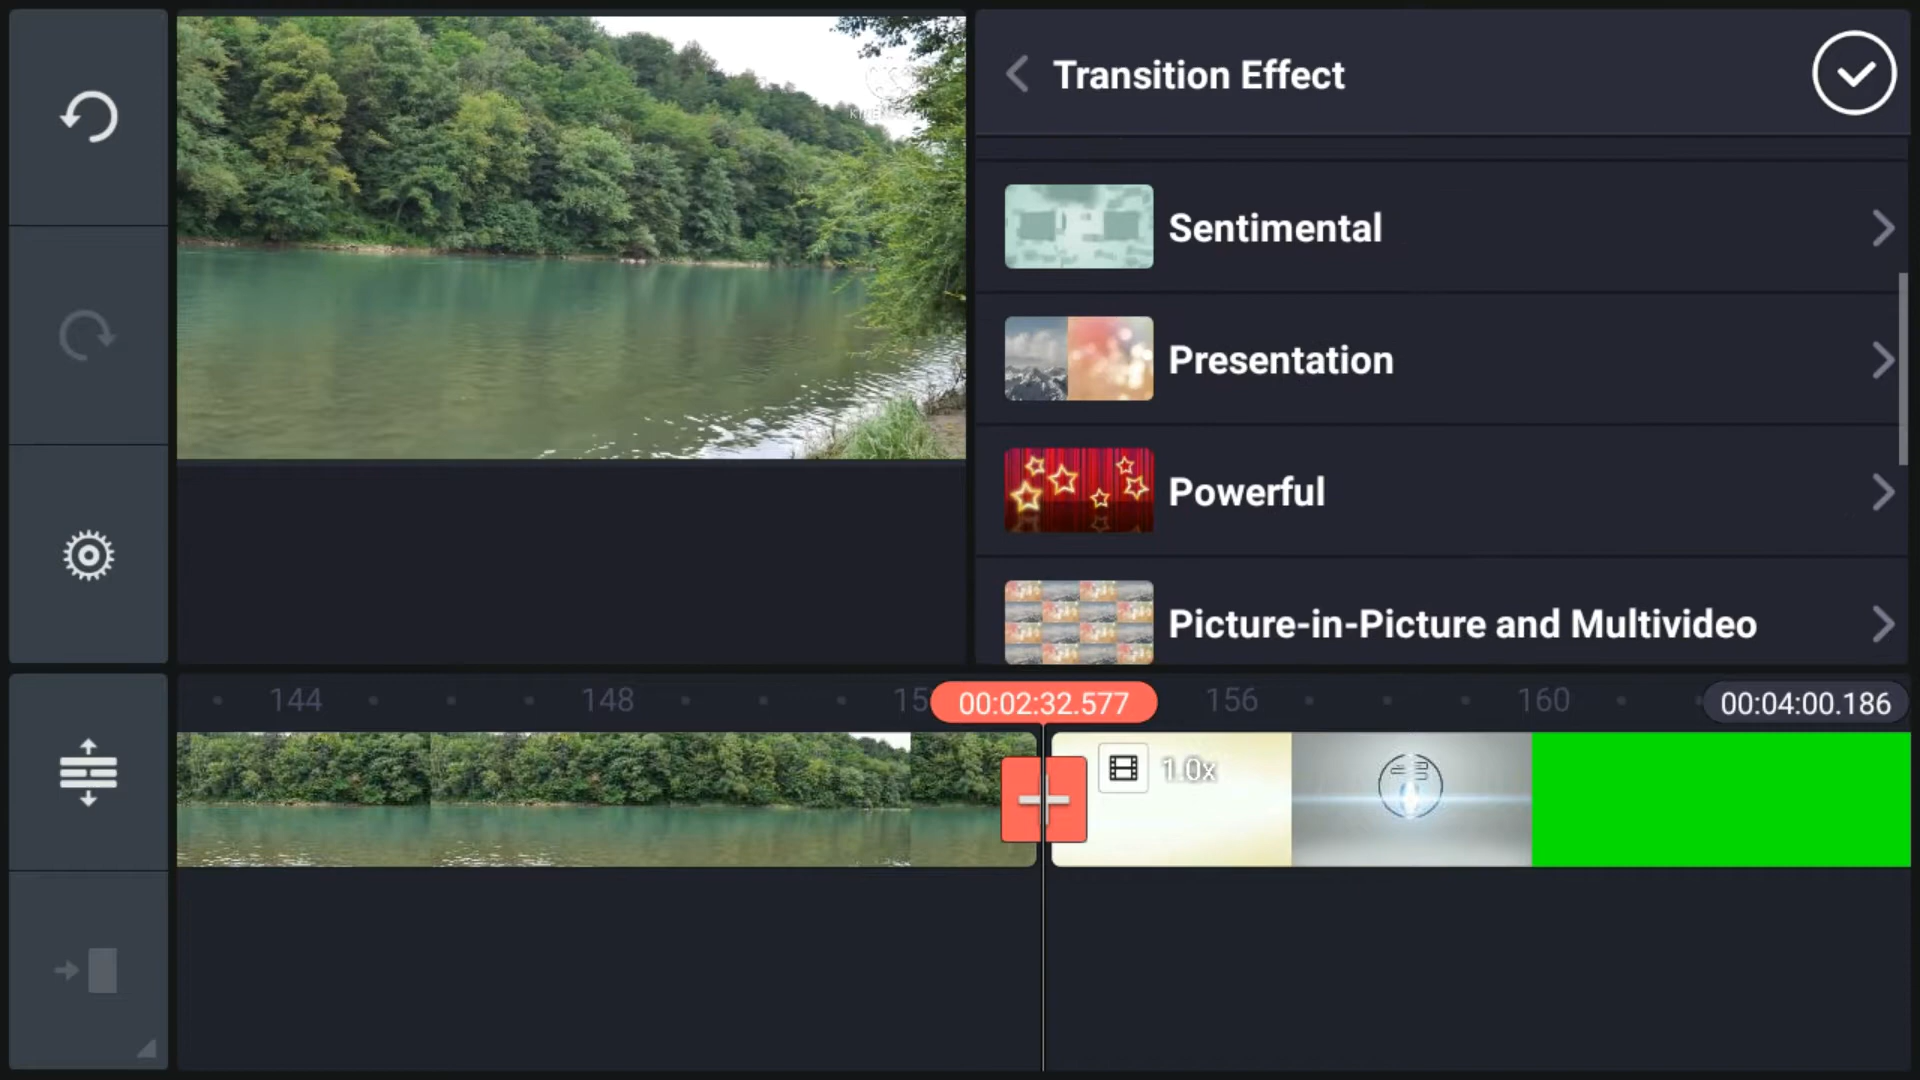 Transition Effect
Sentimental
Presentation
Powerful
Picture-in-Picture and Multivideo
144
148
15
00:02:32.577
156
160
00:04:00.186
1.0x